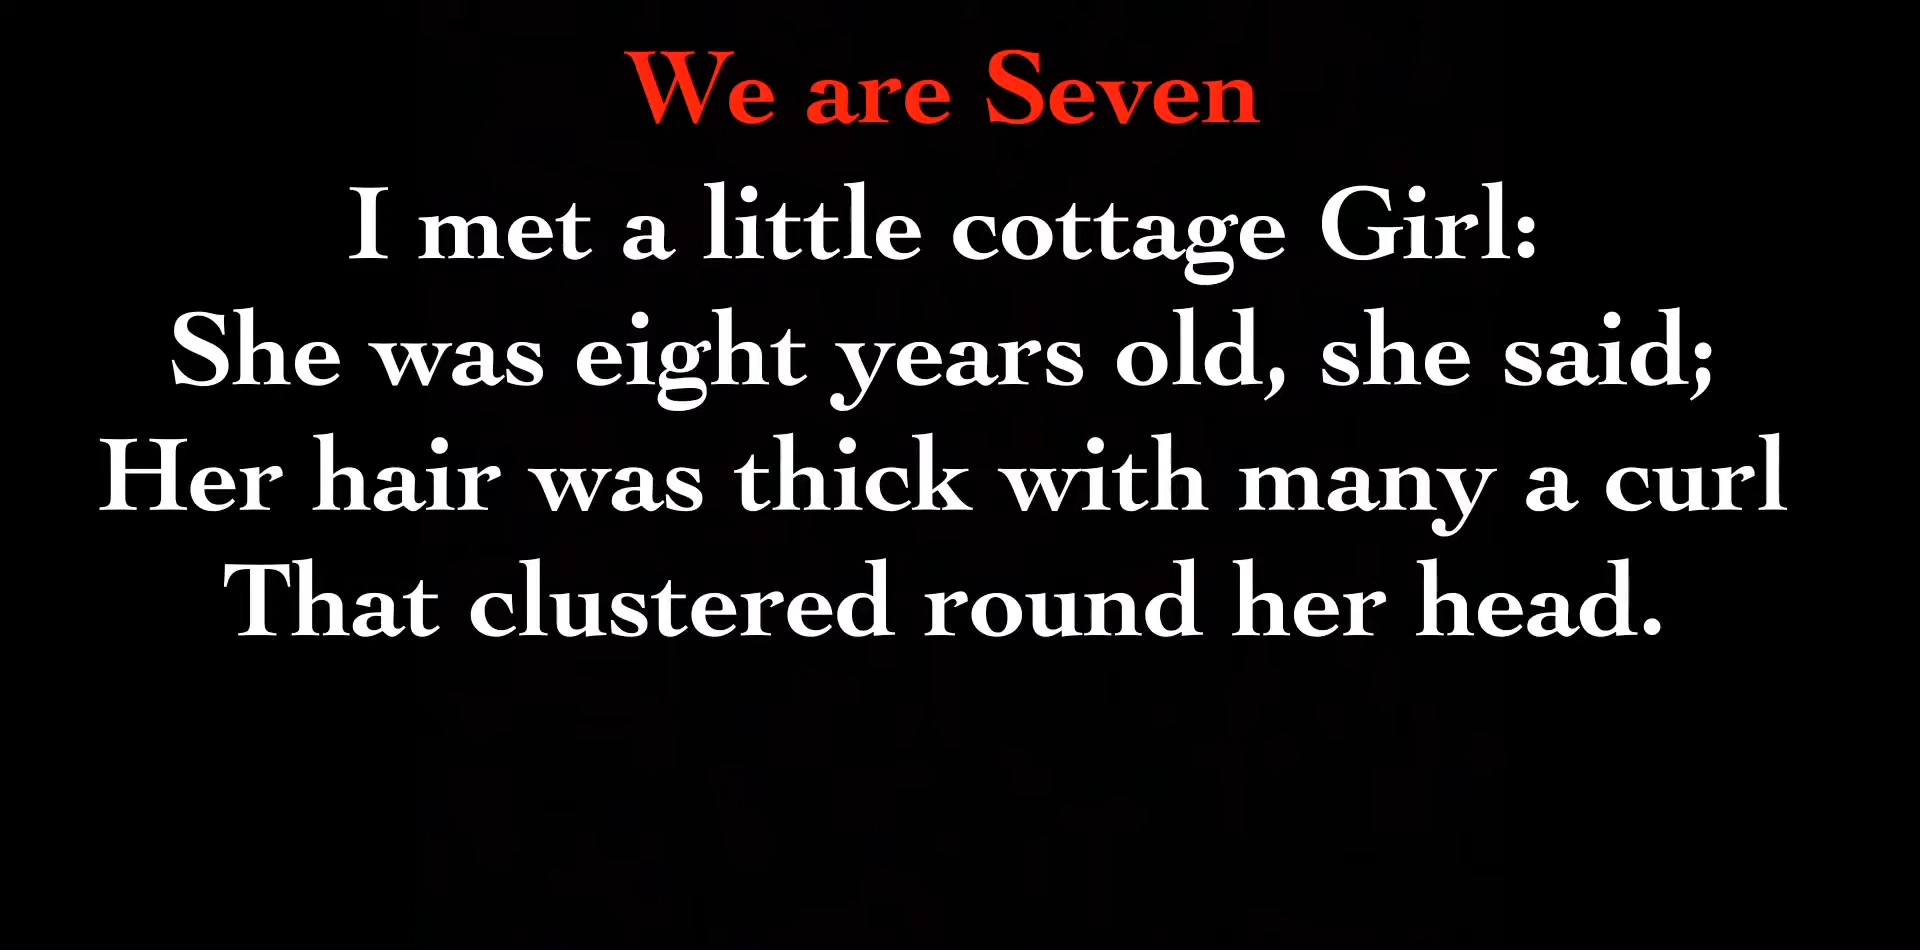 We are Seven
I met a little cottage Girl:
She was eight years old, she said;
Her hair was thick with many a curl
That clustered round her head.